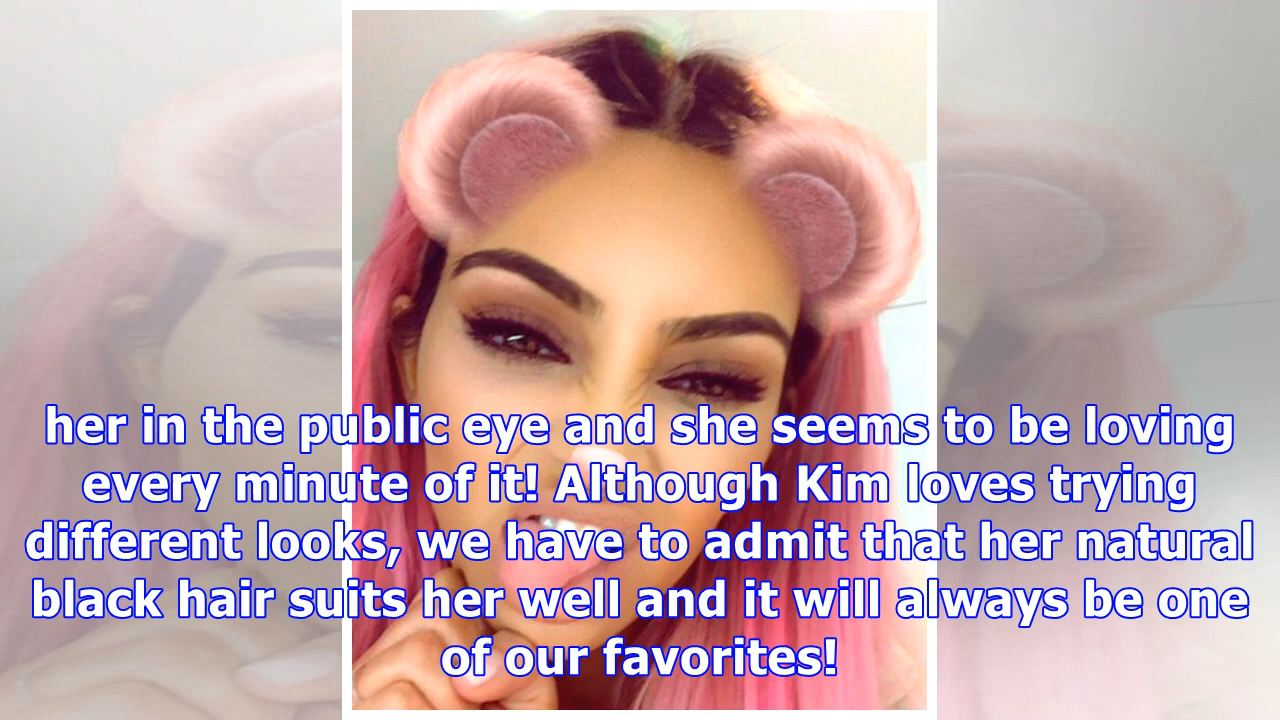 her in the public eye and she seems to be loving
every minute of it! Although Kim loves trying
different looks, we have to admit that her natural
black hair suits her well and it will always be one
of our favorites!